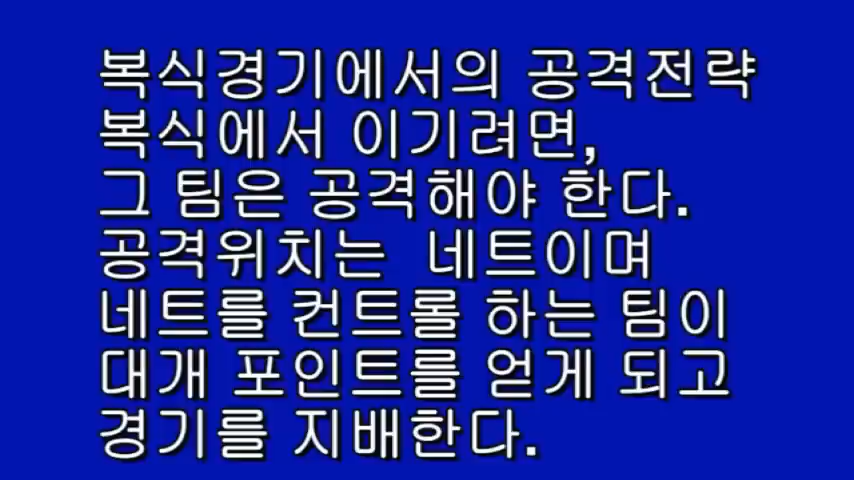 복식경기에서의 공격전략
복식에서 이기려면,
그 팀은 공격해야 한다.
공격위치는 네트이며
네트를 컨트롤 하는 팀이
대개 포인트를 얻게 되고
경기를 지배한다.